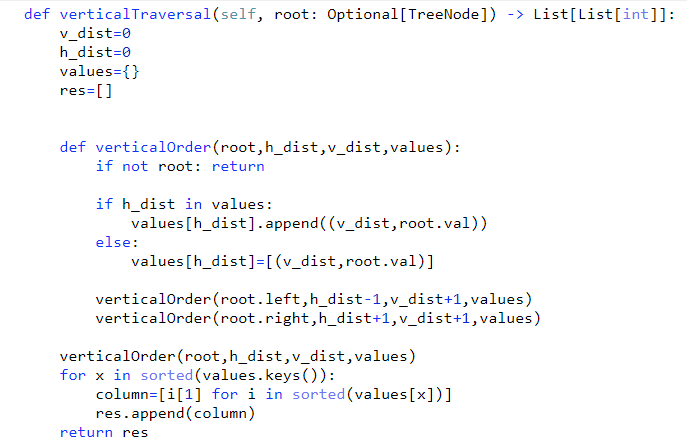 def verticalTraversal(self, root: Optional[TreeNode]) -> List[List[int]]:
    v_dist=0
    h_dist=0
    values={}
    res=[]
    def verticalOrder(root,h_dist,v_dist,values):
        if not root: return
        if h_dist in values:
            values[h_dist].append((v_dist,root.val))
        else:
            values[h_dist]=[(v_dist,root.val)]
        verticalOrder(root.left,h_dist-1,v_dist+1,values)
        verticalOrder(root.right,h_dist+1,v_dist+1,values)
    verticalOrder(root,h_dist,v_dist,values)
    for x in sorted(values.keys()):
        column=[i[1] for i in sorted(values[x])]
        res.append(column)
    return res